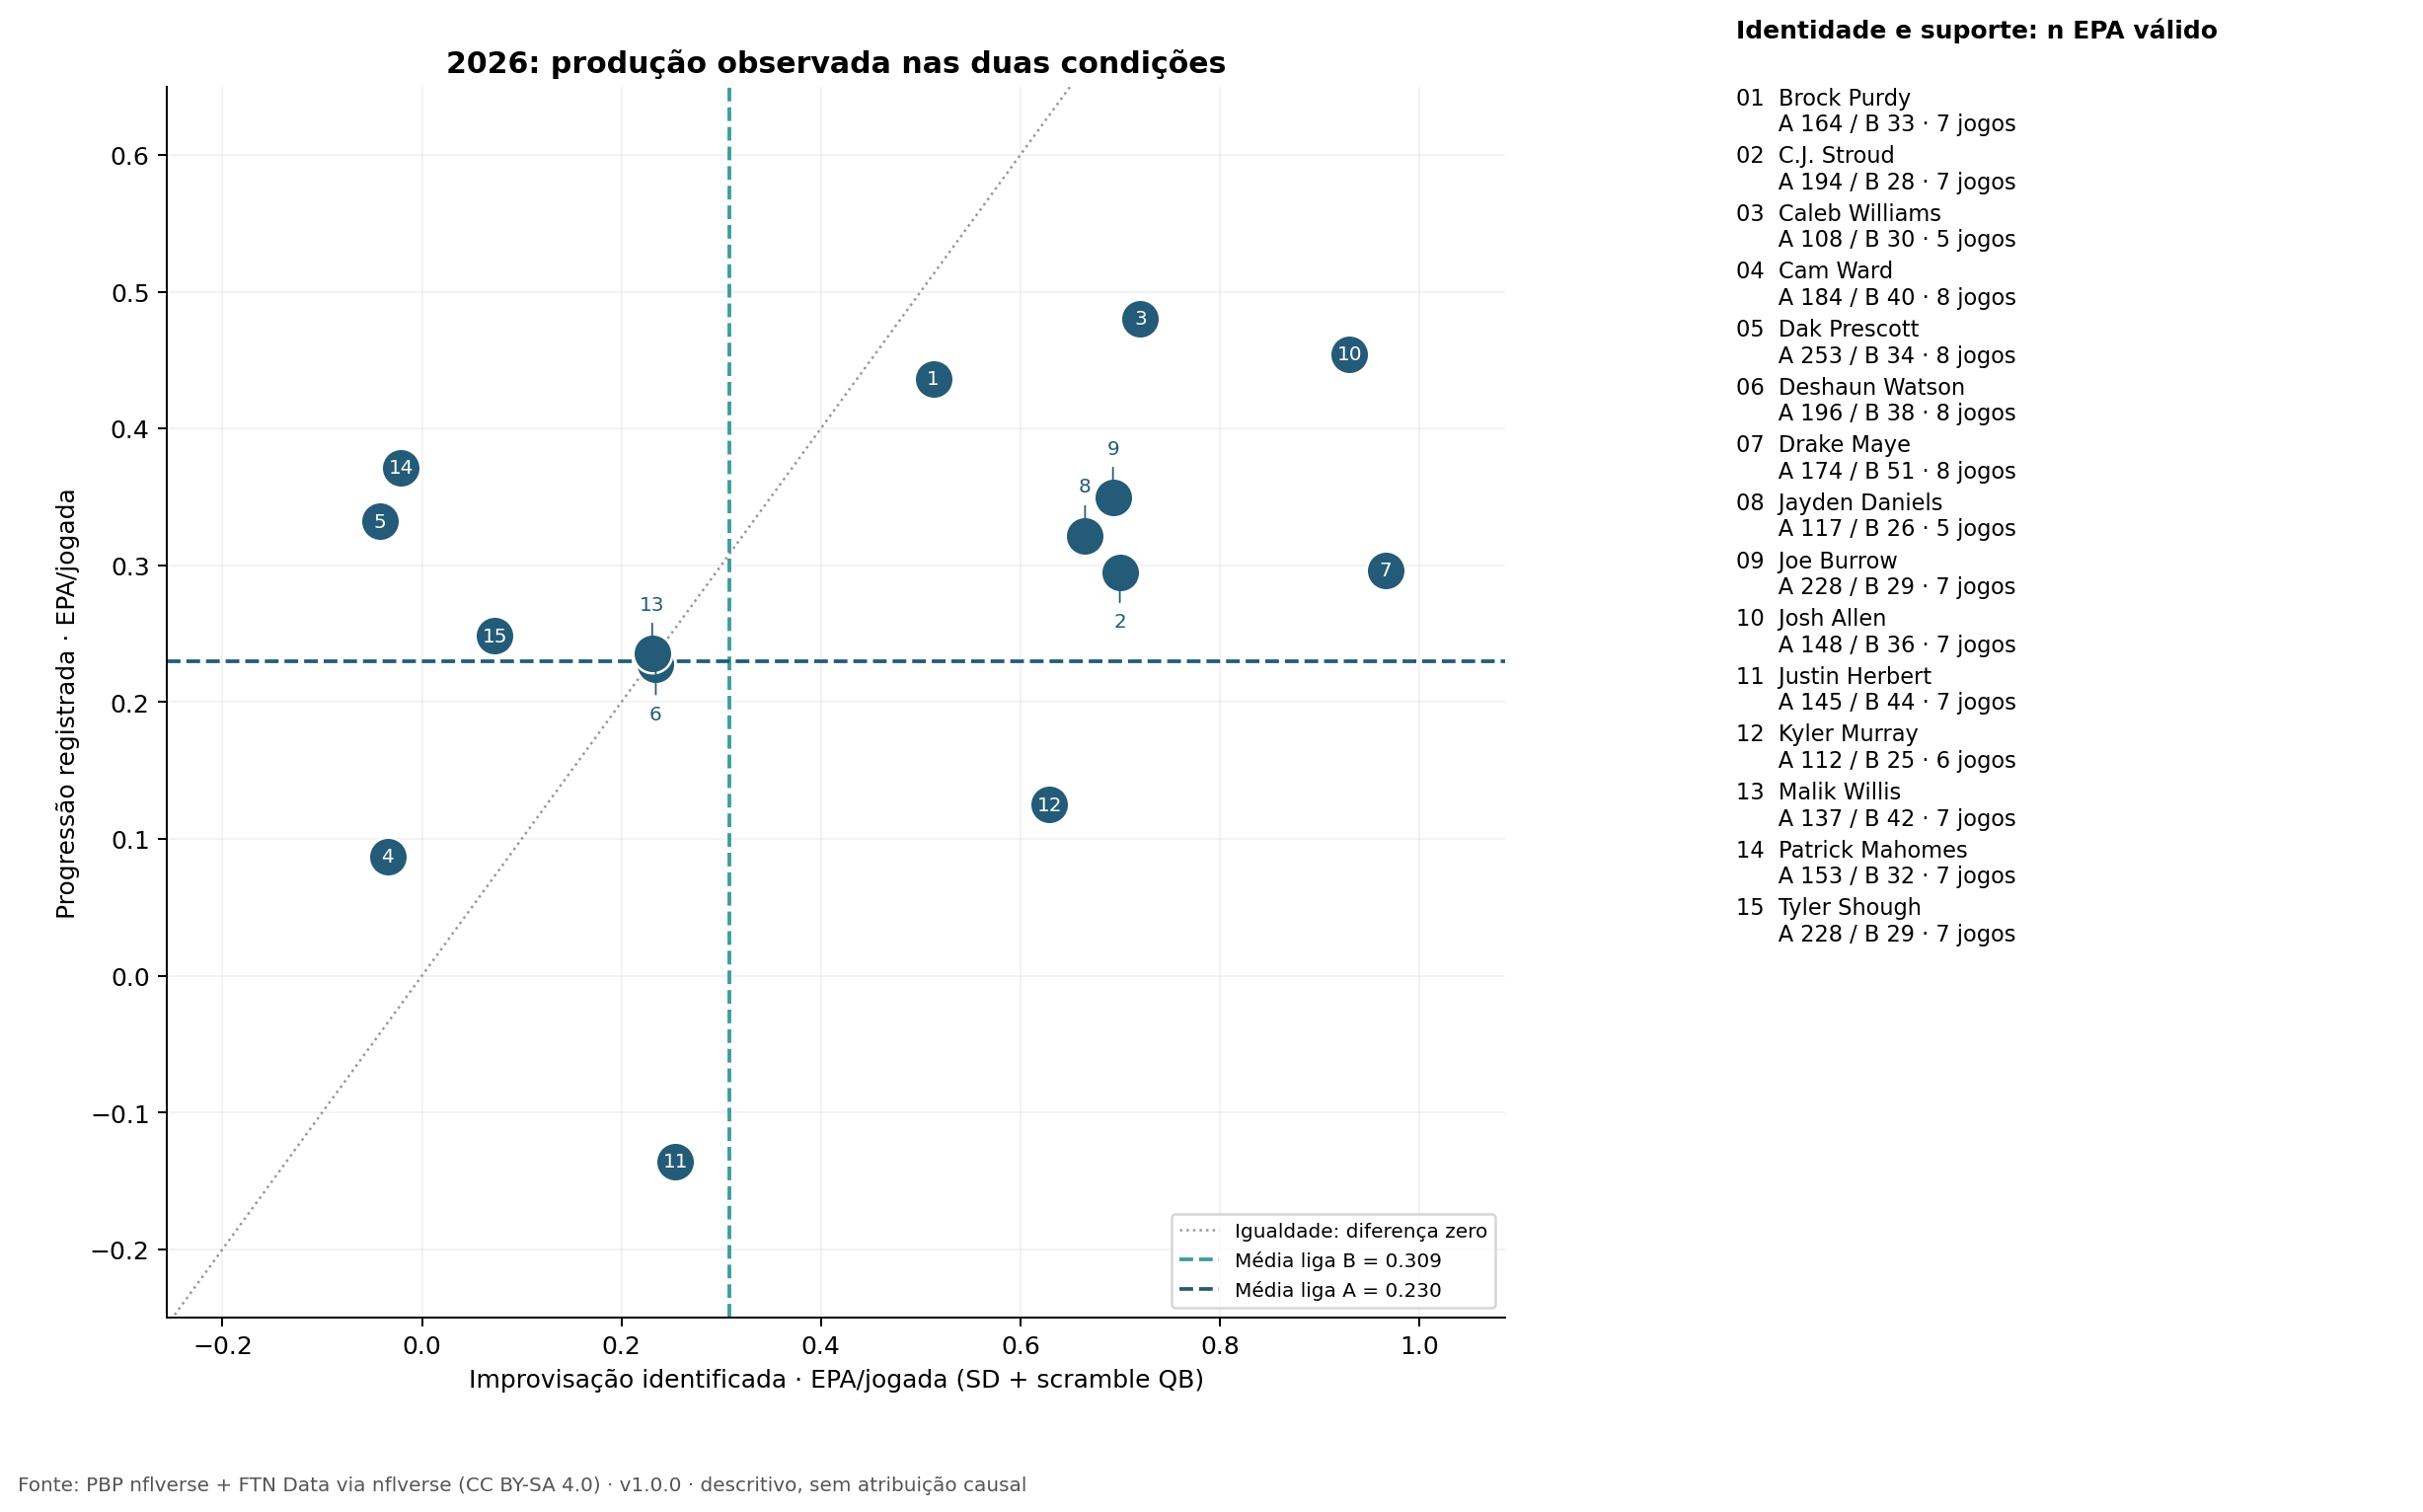 2026: produção observada nas duas condições
Progressão registrada · EPA/jogada
0.6
0.5
0.4
0.3
0.2
0.1
0.0
−0.1
−0.2
3
10
1
9
14
8
5
7
2
13
15
6
12
4
11
Igualdade: diferença zero
Média liga B = 0.309
Média liga A = 0.230
−0.2
0.0
0.2
0.4
0.6
0.8
1.0
Improvisação identificada · EPA/jogada (SD + scramble QB)
Identidade e suporte: n EPA válido
01 Brock Purdy
A 164 / B 33 · 7 jogos
02 C.J. Stroud
A 194 / B 28 · 7 jogos
03 Caleb Williams
A 108 / B 30 · 5 jogos
04 Cam Ward
A 184 / B 40 · 8 jogos
05 Dak Prescott
A 253 / B 34 · 8 jogos
06 Deshaun Watson
A 196 / B 38 · 8 jogos
07 Drake Maye
A 174 / B 51 · 8 jogos
08 Jayden Daniels
A 117 / B 26 · 5 jogos
09 Joe Burrow
A 228 / B 29 · 7 jogos
10 Josh Allen
A 148 / B 36 · 7 jogos
11 Justin Herbert
A 145 / B 44 · 7 jogos
12 Kyler Murray
A 112 / B 25 · 6 jogos
13 Malik Willis
A 137 / B 42 · 7 jogos
14 Patrick Mahomes
A 153 / B 32 · 7 jogos
15 Tyler Shough
A 228 / B 29 · 7 jogos
Fonte: PBP nflverse + FTN Data via nflverse (CC BY-SA 4.0) · v1.0.0 · descritivo, sem atribuição causal